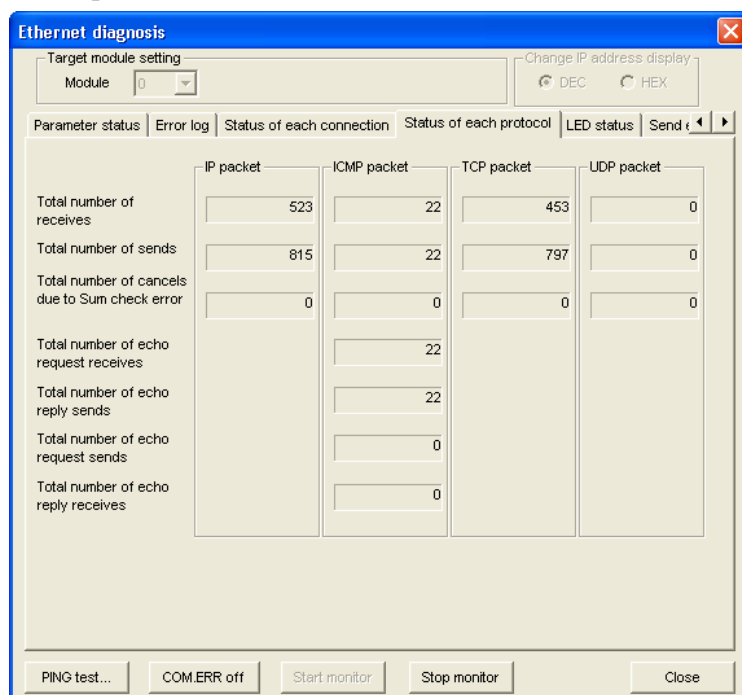 Ethernet diagnosis
Target module setting
Change IP address display
Module 0
DEC HEX
Parameter status Error log Status of each connection Status of each protocol LED status Send
IP packet ICMP packet TCP packet UDP packet
Total number of
receives
523 22 453 0
Total number of sends
815 22 797 0
Total number of cancels
due to Sum check error
0 0 0 0
Total number of echo
request receives
22
Total number of echo
reply sends
22
Total number of echo
request sends
0
Total number of echo
reply receives
0
PING test... COM.ERR off Start monitor Stop monitor Close